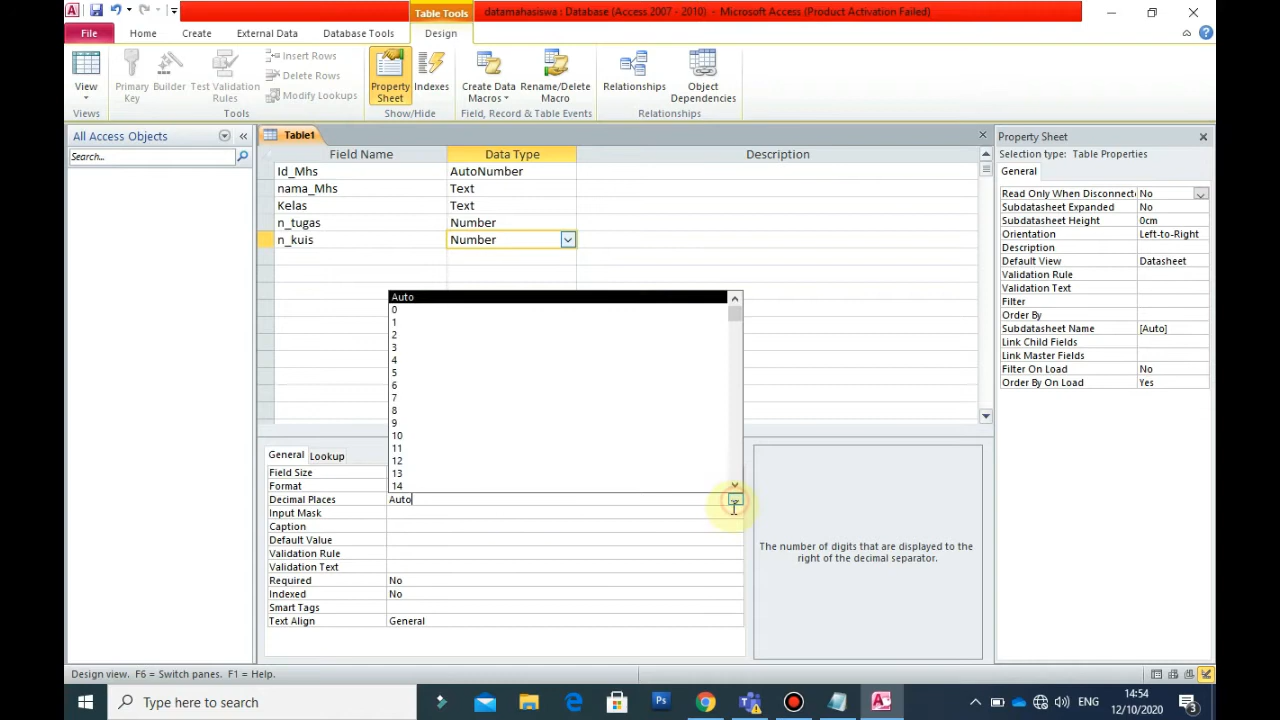 Table Tools
datamahasiswa : Database (Access 2007 - 2010) - Microsoft Access (Product Activation Failed)
File
Home
Create
External Data
Database Tools
Design
View
Primary Key
Builder
Test Validation Rules
Insert Rows
Delete Rows
Modify Lookups
Property Sheet
Indexes
Create Data Macros
Rename/Delete Macro
Relationships
Object Dependencies
Views
Tools
Show/Hide
Field, Record & Table Events
Relationships
All Access Objects
Search...
Table1
Field Name Data Type Description
Id_Mhs AutoNumber
nama_Mhs Text
Kelas Text
n_tugas Number
n_kuis Number
Auto
0
1
2
3
4
5
6
7
8
9
10
11
12
13
14
General Lookup
Field Size
Format
Decimal Places Auto
Input Mask
Caption
Default Value
Validation Rule
Validation Text
Required No
Indexed No
Smart Tags
Text Align General
The number of digits that are displayed to the
right of the decimal separator.
Property Sheet
Selection type: Table Properties
General
Read Only When Disconnect No
Subdatasheet Expanded No
Subdatasheet Height 0cm
Orientation Left-to-Right
Description
Default View Datasheet
Validation Rule
Validation Text
Filter
Order By
Subdatasheet Name [Auto]
Link Child Fields
Link Master Fields
Filter On Load No
Order By On Load Yes
Design view. F6 = Switch panes. F1 = Help.
Type here to search
ENG
14:54
12/10/2020
3